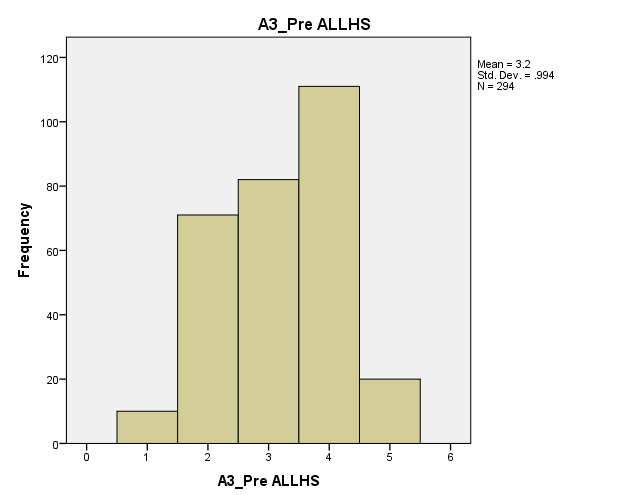 A3_Pre ALLHS
Mean = 3.2
Std. Dev. = .994
N = 294
120
100
80
60
40
20
0
Frequency
0 1 2 3 4 5 6
A3_Pre ALLHS